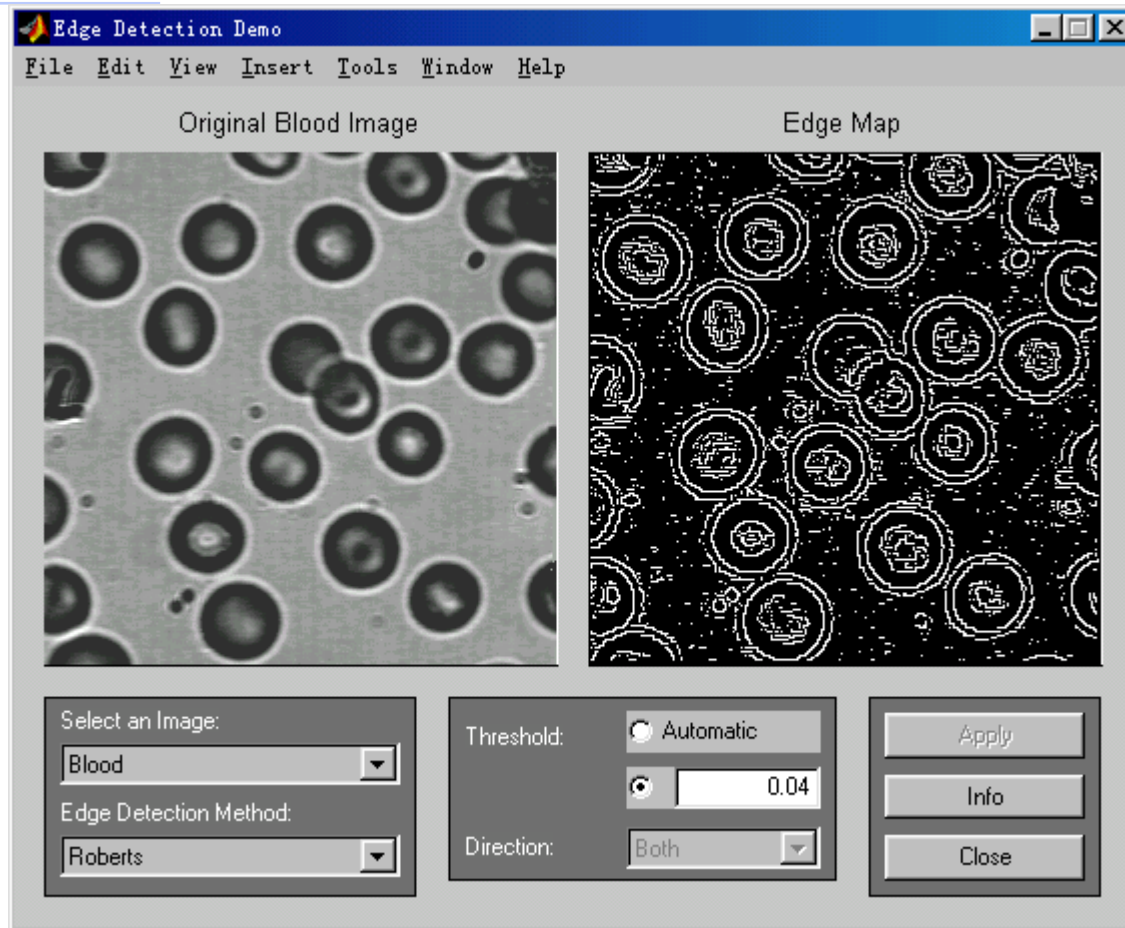 Edge Detection Demo
File Edit View Insert Tools Window Help
Original Blood Image
Edge Map
Select an Image:
Blood
Edge Detection Method:
Roberts
Threshold:
Automatic
0.04
Direction:
Both
Apply
Info
Close